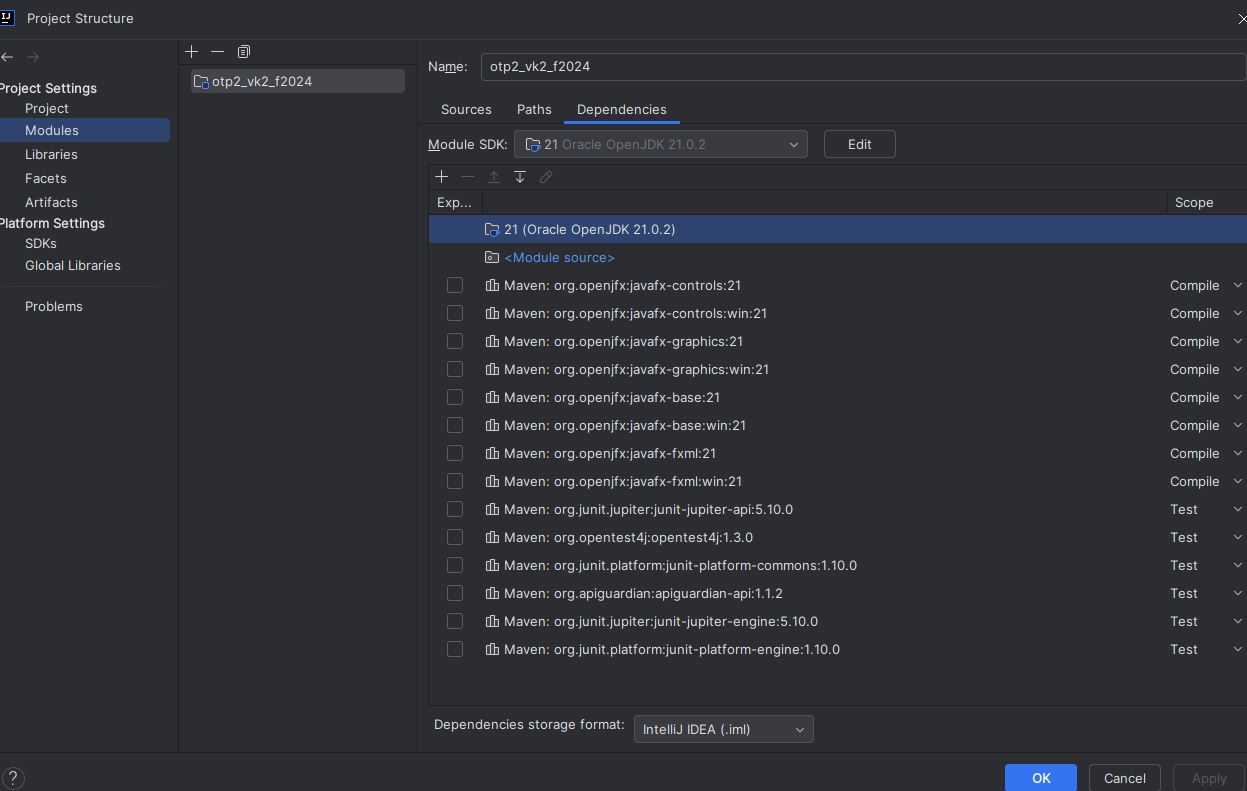 IJ Project Structure
Project Settings
Project
Modules
Libraries
Facets
Artifacts
Platform Settings
SDKs
Global Libraries
Problems
?
otp2_vk2_f2024
Name: otp2_vk2_f2024
Sources Paths Dependencies
Module SDK: 21 Oracle OpenJDK 21.0.2 Edit
Exp... Scope
21 (Oracle OpenJDK 21.0.2)
<Module source>
Maven: org.openjfx:javafx-controls:21 Compile
Maven: org.openjfx:javafx-controls:win:21 Compile
Maven: org.openjfx:javafx-graphics:21 Compile
Maven: org.openjfx:javafx-graphics:win:21 Compile
Maven: org.openjfx:javafx-base:21 Compile
Maven: org.openjfx:javafx-base:win:21 Compile
Maven: org.openjfx:javafx-fxml:21 Compile
Maven: org.openjfx:javafx-fxml:win:21 Compile
Maven: org.junit.jupiter:junit-jupiter-api:5.10.0 Test
Maven: org.opentest4j:opentest4j:1.3.0 Test
Maven: org.junit.platform:junit-platform-commons:1.10.0 Test
Maven: org.apiguardian:apiguardian-api:1.1.2 Test
Maven: org.junit.jupiter:junit-jupiter-engine:5.10.0 Test
Maven: org.junit.platform:junit-platform-engine:1.10.0 Test
Dependencies storage format: IntelliJ IDEA (.iml)
OK Cancel Apply